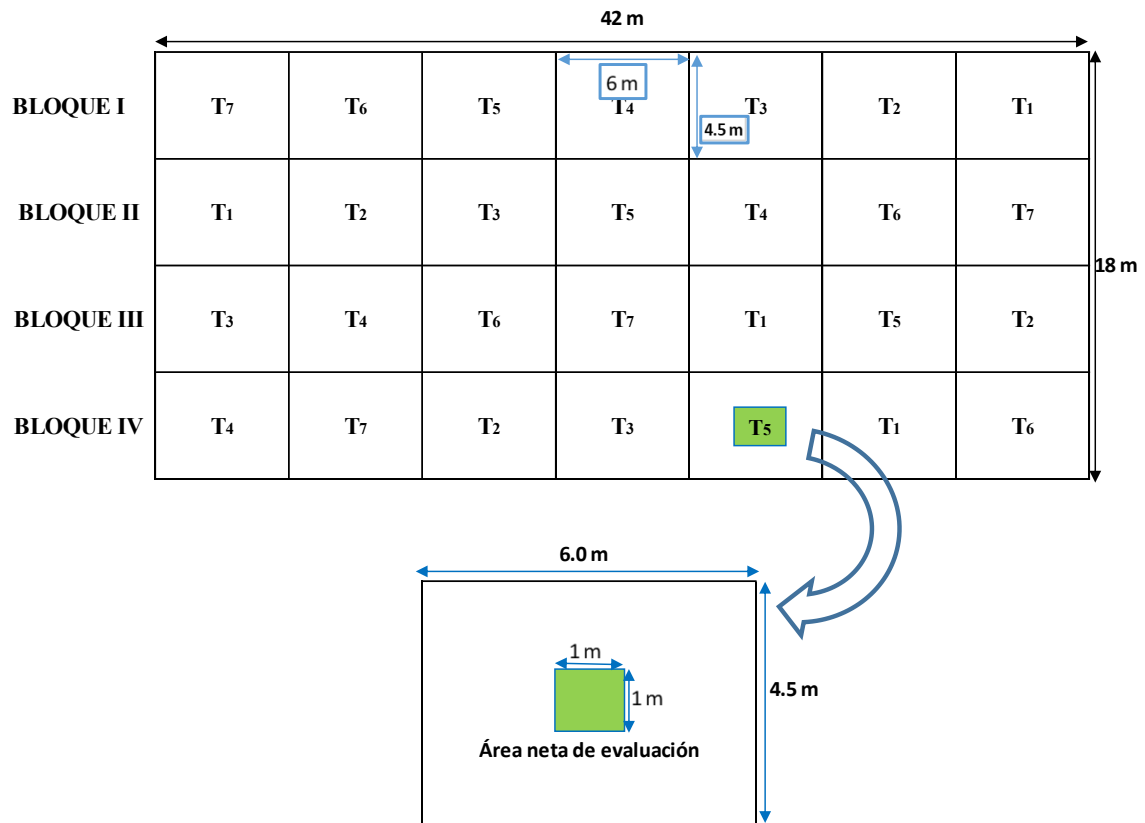 42 m
6 m
4.5 m
BLOQUE I T7 T6 T5 T4 T3 T2 T1
BLOQUE II T1 T2 T3 T5 T4 T6 T7
18 m
BLOQUE III T3 T4 T6 T7 T1 T5 T2
BLOQUE IV T4 T7 T2 T3 T5 T1 T6
6.0 m
1 m
1 m
4.5 m
Área neta de evaluación